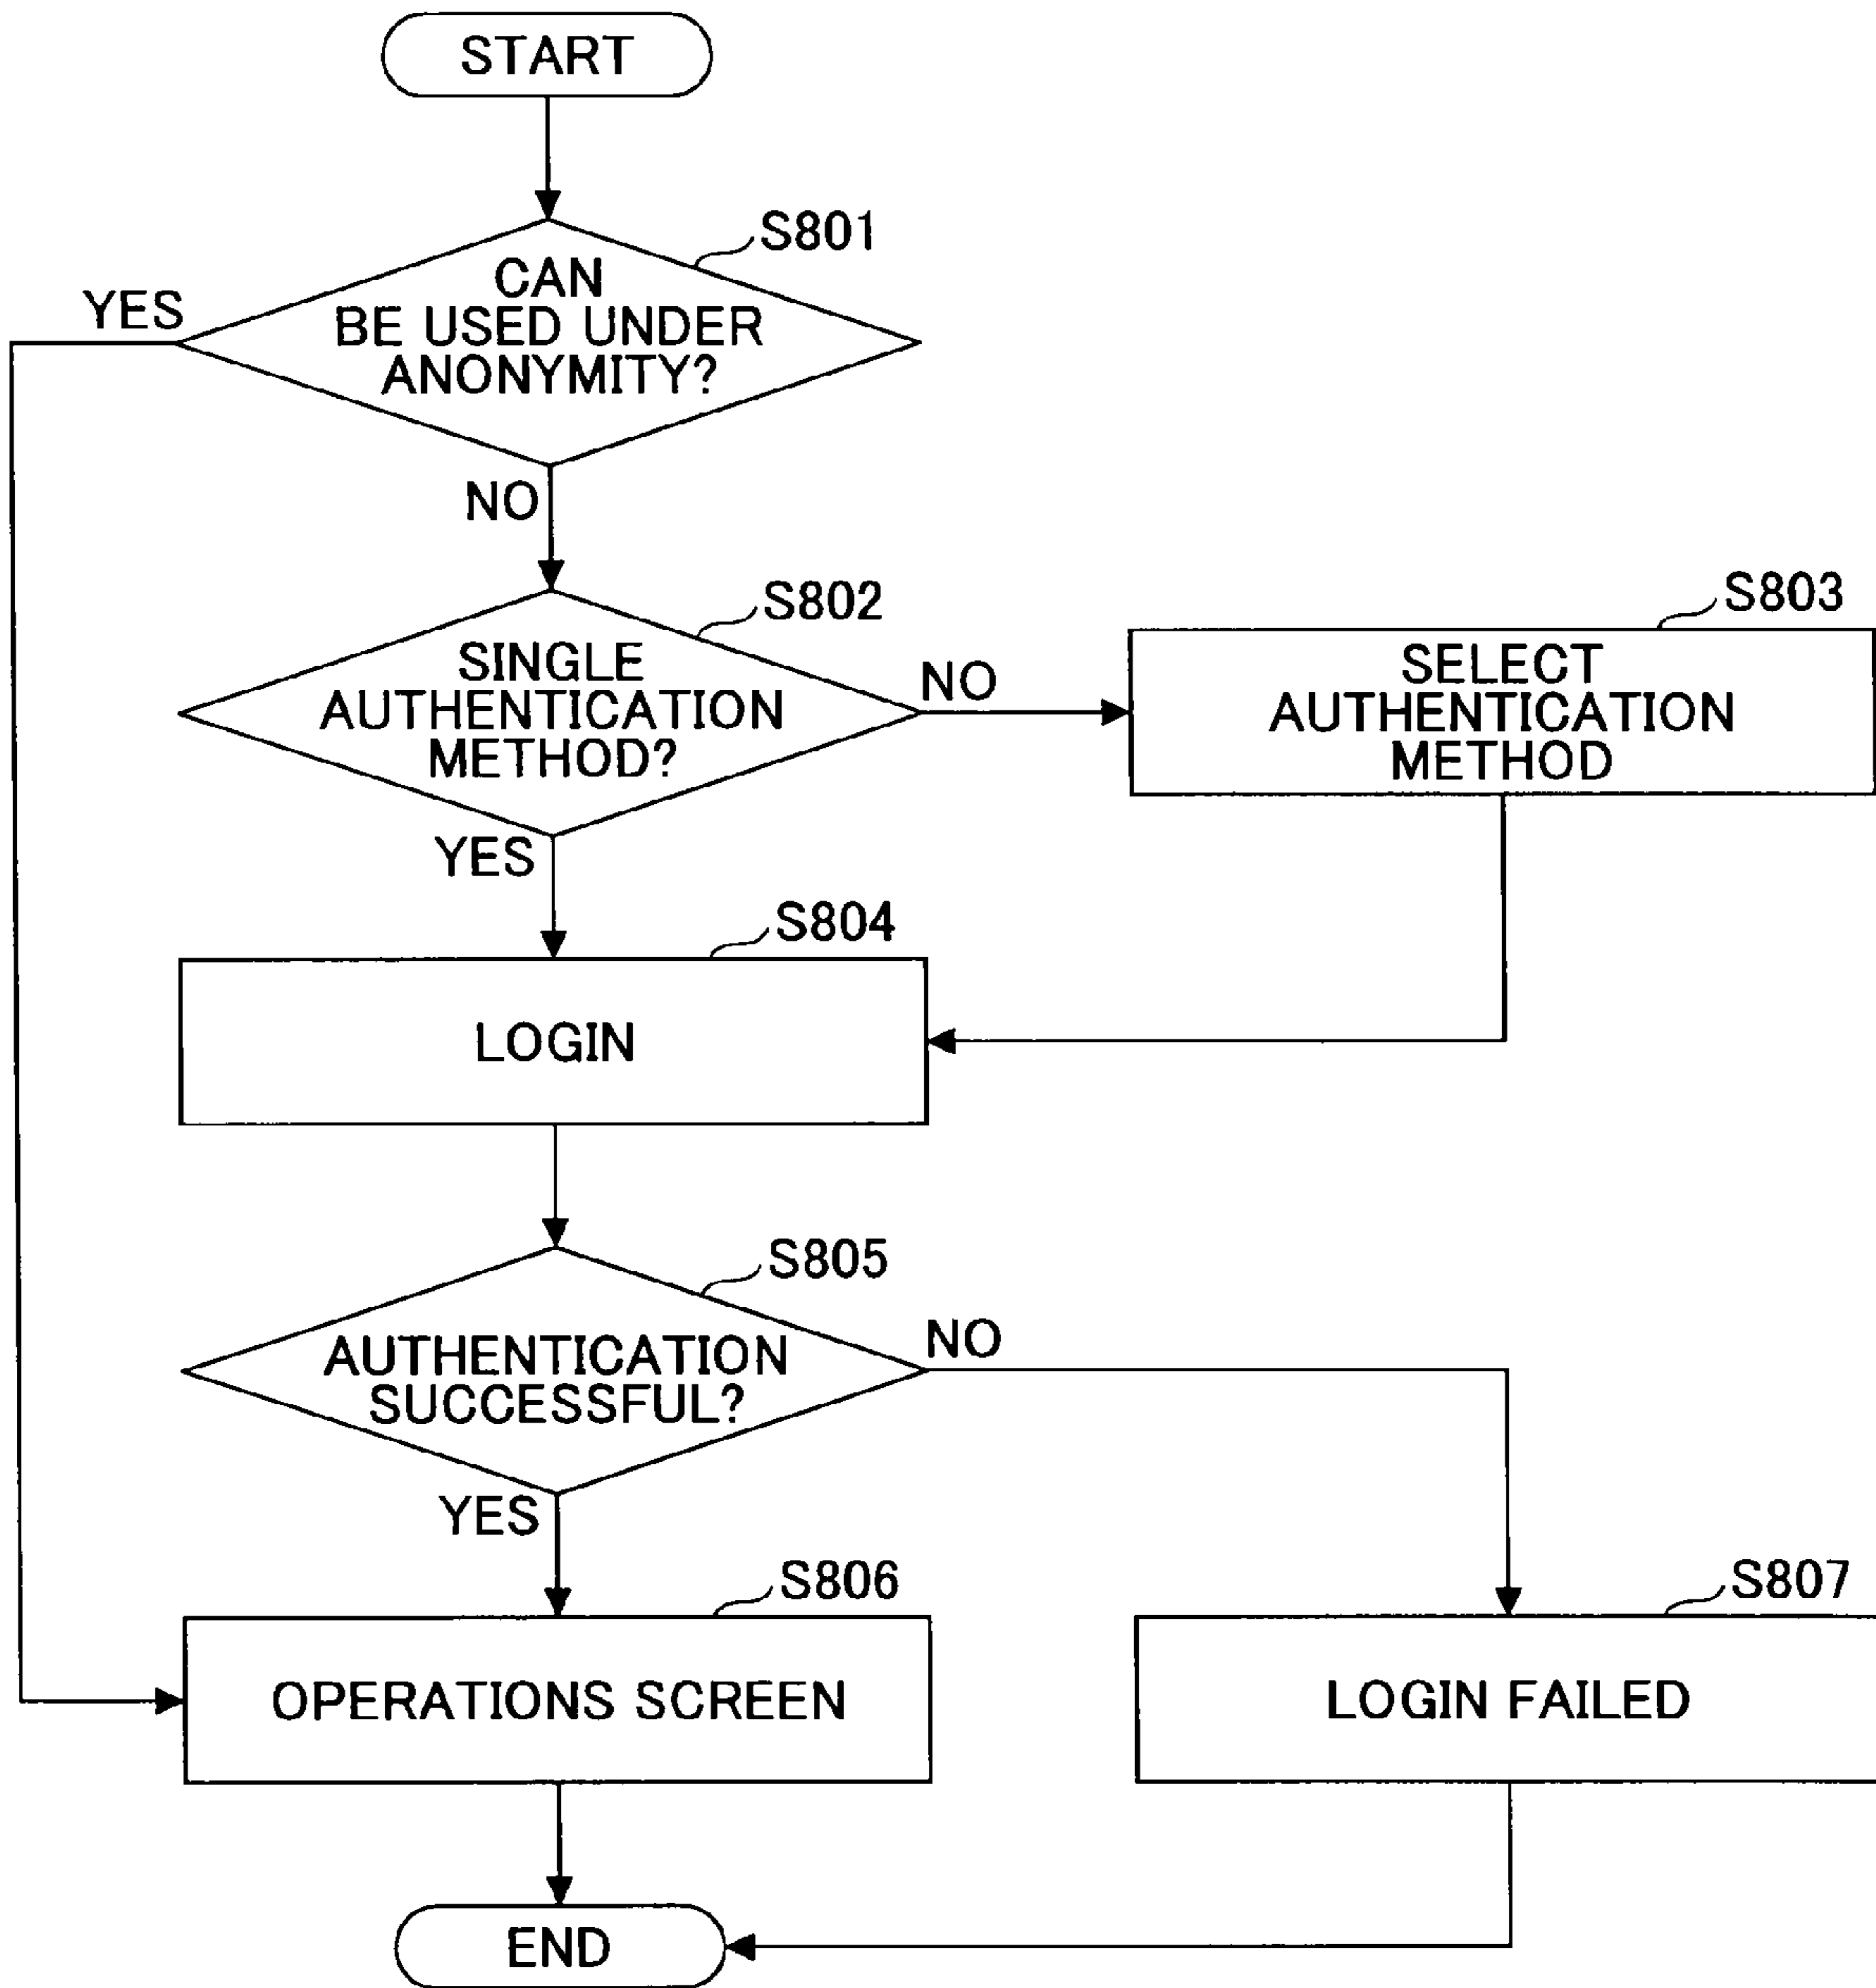 START
S801
CAN
BE USED UNDER
ANONYMITY?
YES
NO
S802
SINGLE
AUTHENTICATION
METHOD?
NO
S803
SELECT
AUTHENTICATION
METHOD
YES
S804
LOGIN
S805
AUTHENTICATION
SUCCESSFUL?
NO
YES
S806
OPERATIONS SCREEN
S807
LOGIN FAILED
END